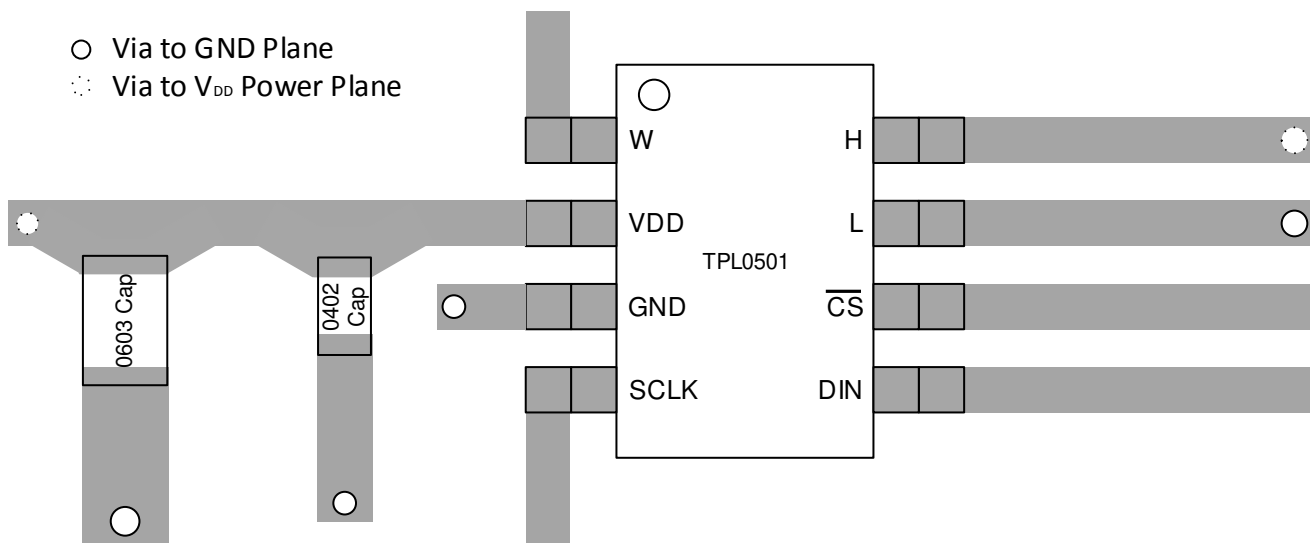 Via to GND Plane
Via to VDD Power Plane
W
H
VDD
L
TPL0501
0603 Cap
0402
Cap
GND
CS
SCLK
DIN